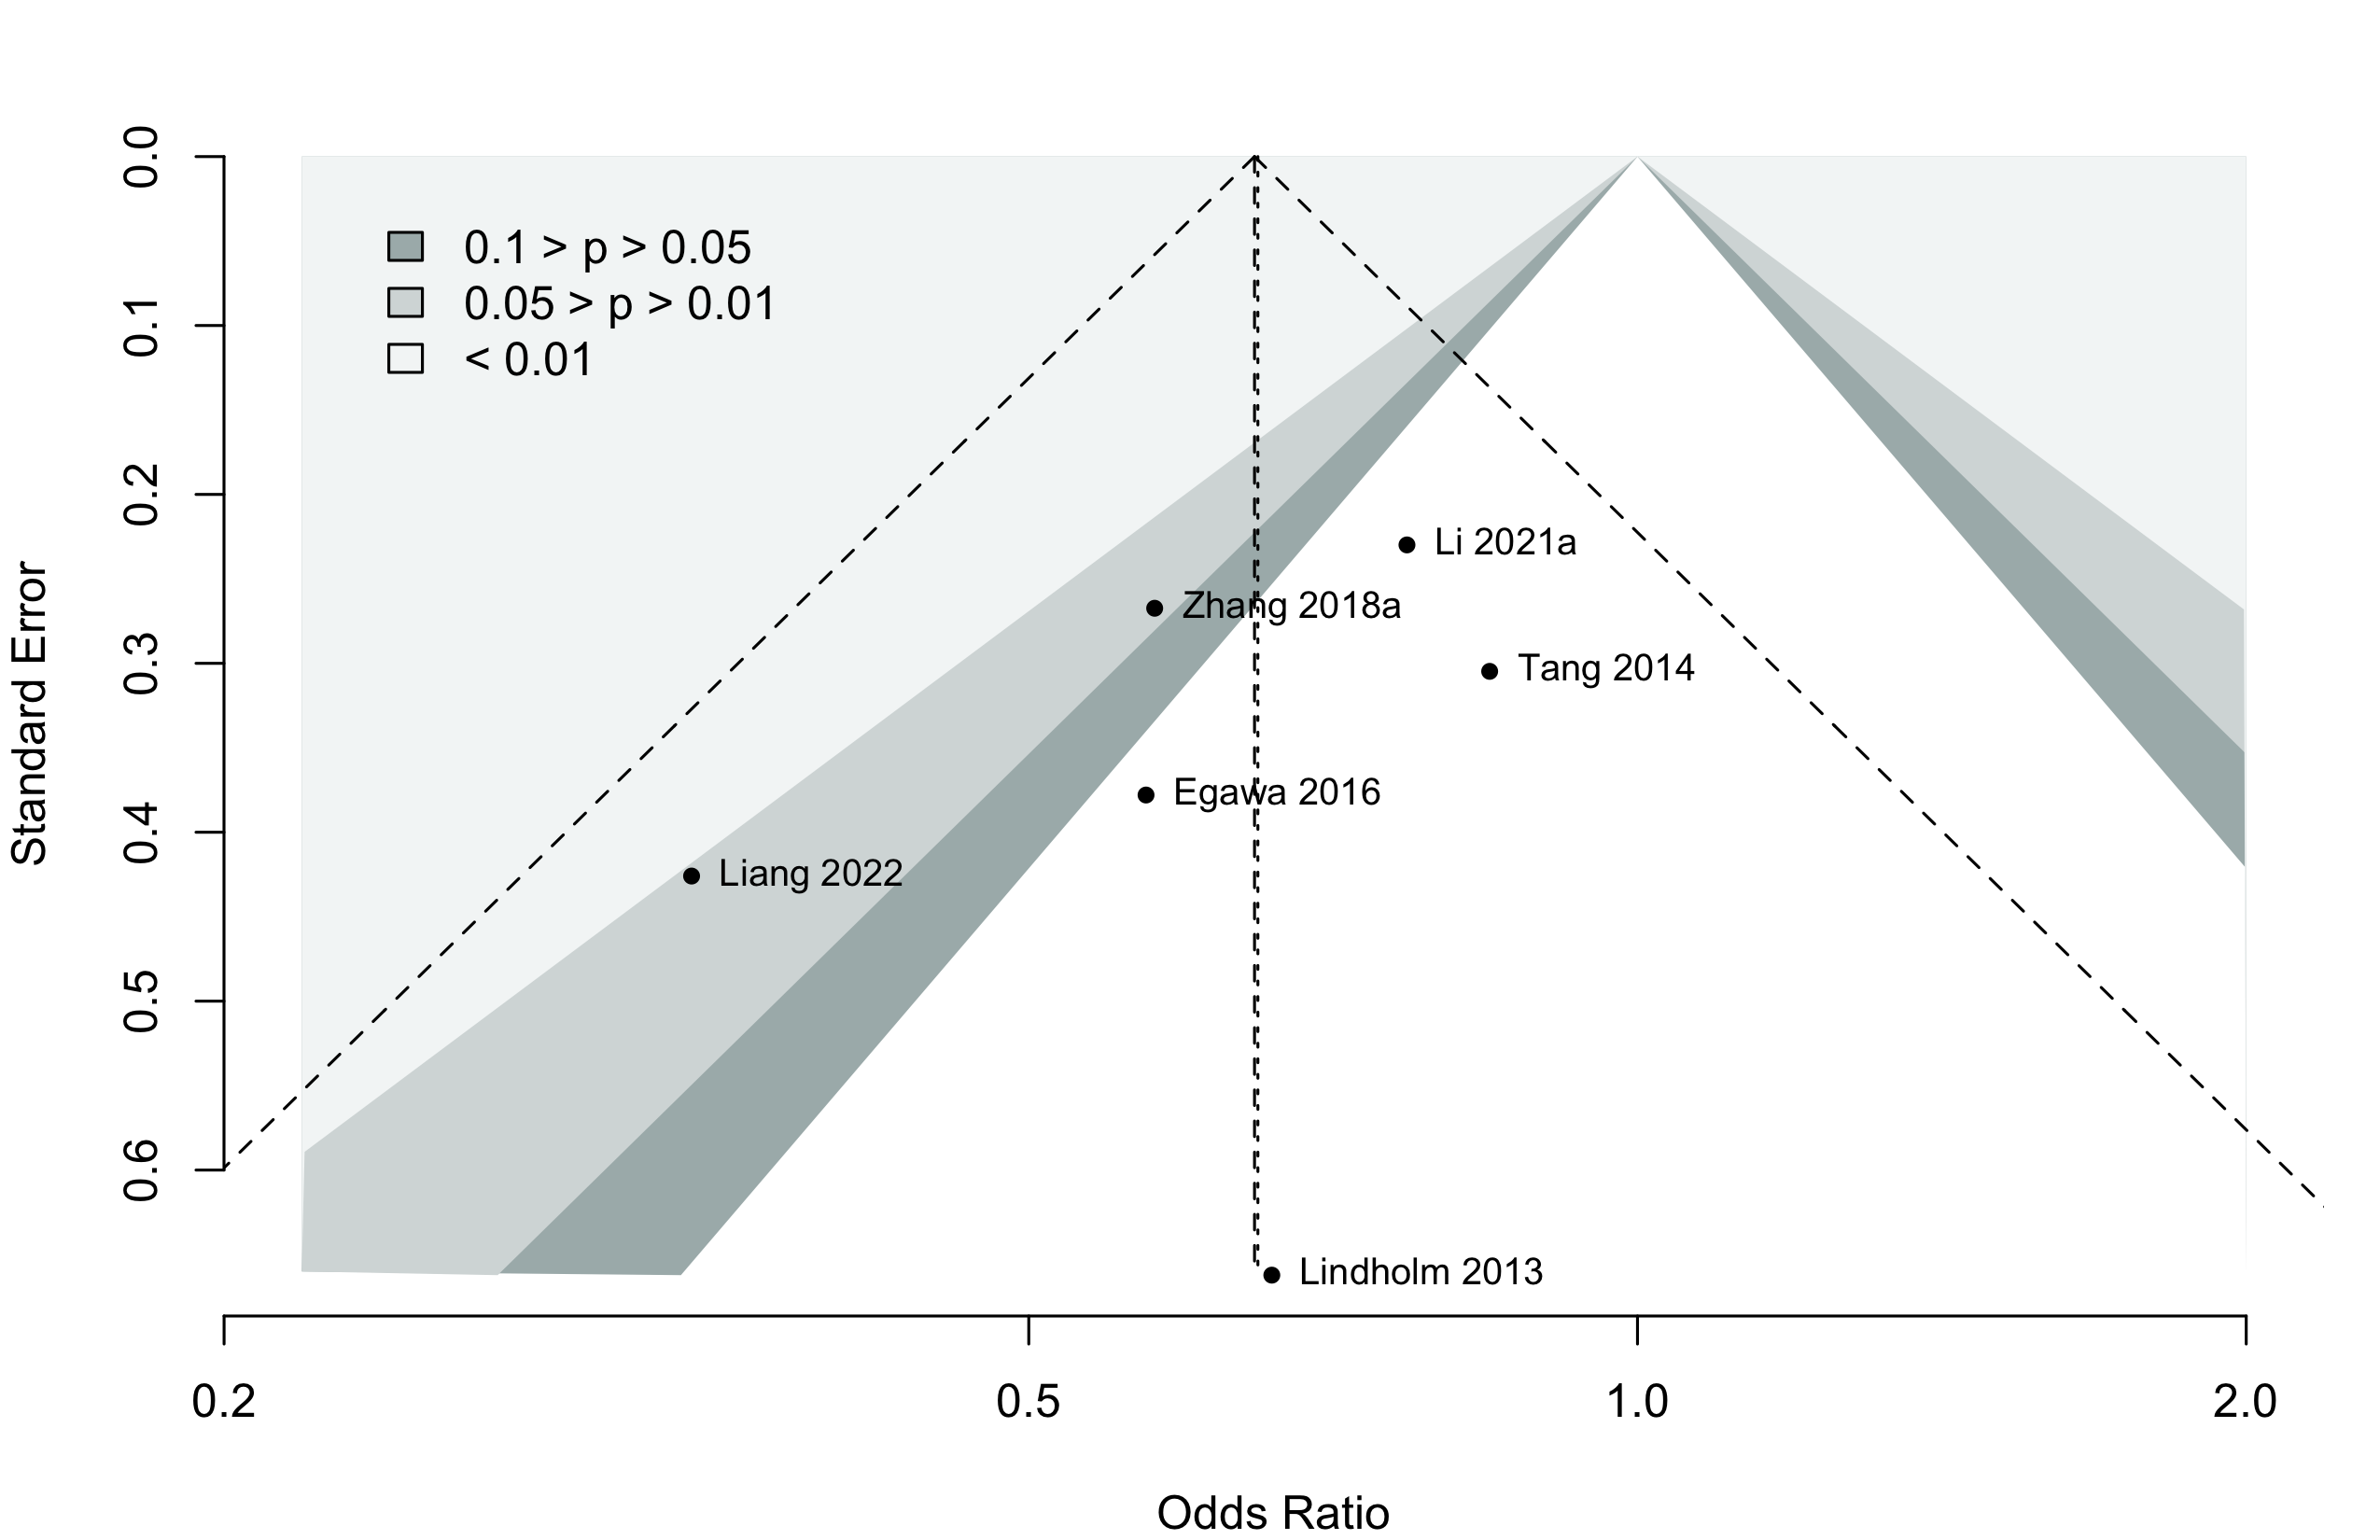 0.1 > p > 0.05
0.05 > p > 0.01
< 0.01
Standard Error
0.0
0.1
0.2
0.3
0.4
0.5
0.6
Li 2021a
Zhang 2018a
Tang 2014
Egawa 2016
Liang 2022
Lindholm 2013
0.2 0.5 1.0 2.0
Odds Ratio